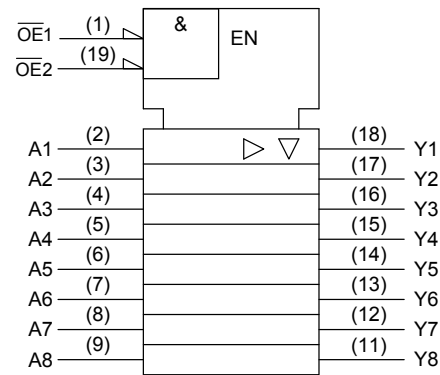 & EN
OE1 (1)
OE2 (19)
A1 (2) (18) Y1
A2 (3) (17) Y2
A3 (4) (16) Y3
A4 (5) (15) Y4
A5 (6) (14) Y5
A6 (7) (13) Y6
A7 (8) (12) Y7
A8 (9) (11) Y8